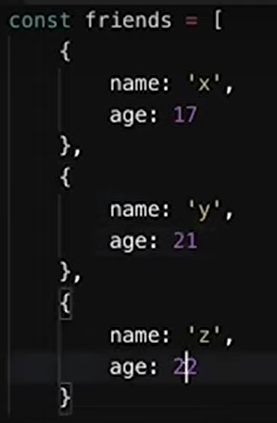 const friends = [
{
name: 'x',
age: 17
},
{
name: 'y',
age: 21
},
{
name: 'z',
age: 22
}